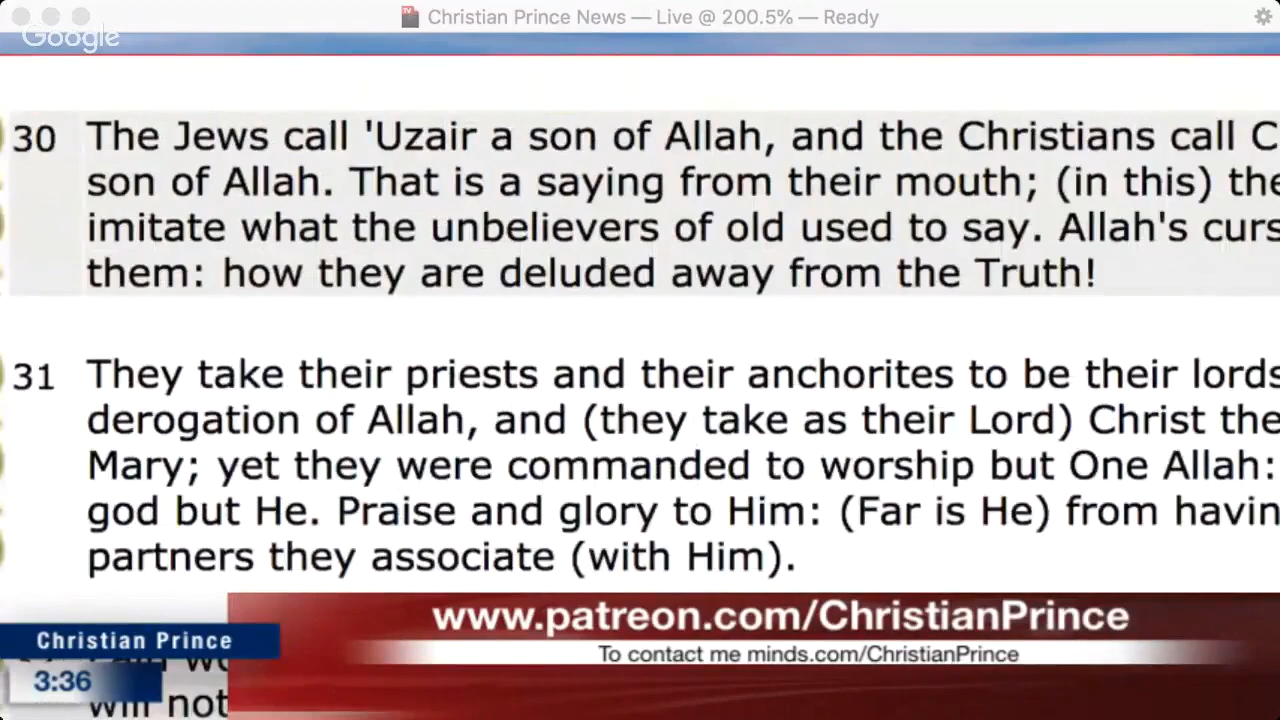 Christian Prince News — Live @ 200.5% — Ready
Google
30 The Jews call 'Uzair a son of Allah, and the Christians call
son of Allah. That is a saying from their mouth; (in this)
imitate what the unbelievers of old used to say. Allah's
them: how they are deluded away from the Truth!
31 They take their priests and their anchorites to be their lords
derogation of Allah, and (they take as their Lord) Christ the
Mary; yet they were commanded to worship but One Allah:
god but He. Praise and glory to Him: (Far is He) from
partners they associate (with Him).
www.patreon.com/ChristianPrince
Christian Prince
To contact me minds.com/ChristianPrince
3:36
will not